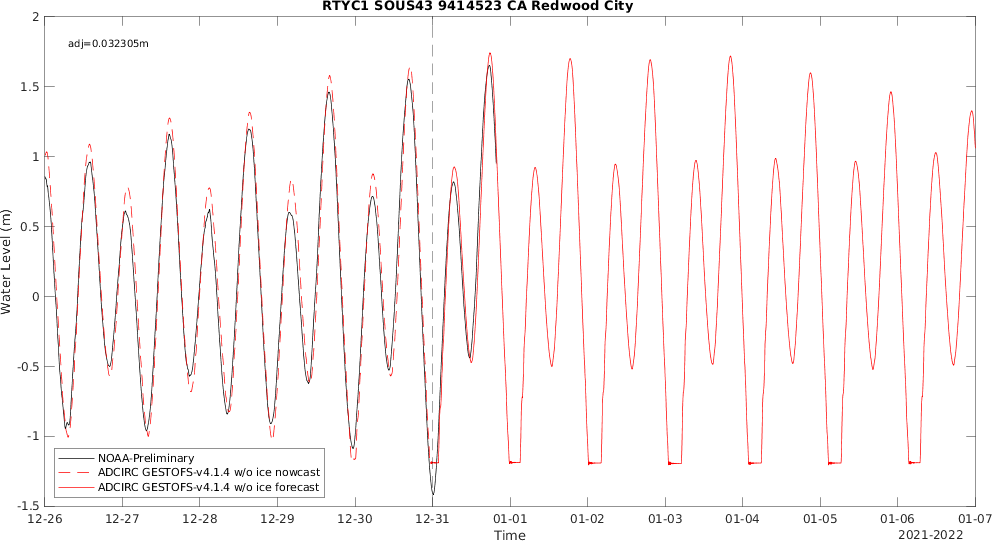 RTYC1 SOUS43 9414523 CA Redwood City
adj=0.032305m
Water Level (m)
2
1.5
1
0.5
0
-0.5
-1
-1.5
NOAA-Preliminary
ADCIRC GESTOFS-v4.1.4 w/o ice nowcast
ADCIRC GESTOFS-v4.1.4 w/o ice forecast
12-26 12-27 12-28 12-29 12-30 12-31 01-01 01-02 01-03 01-04 01-05 01-06 01-07
Time
2021-2022